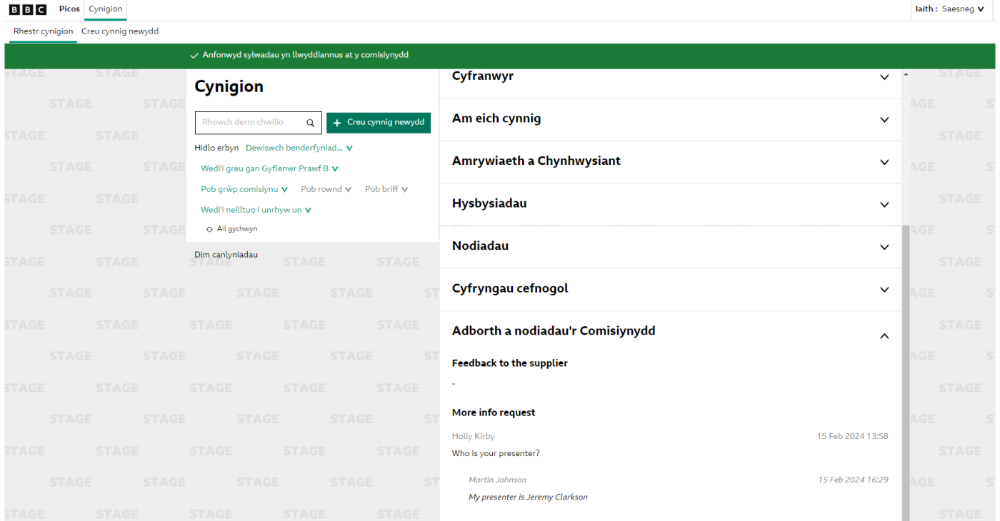 BBC Picos Cynigion Iaith : Saesneg
Rhestr cynigion Creu cynnig newydd
Anfonwyd sylwadau yn llwyddiannus at y comisiynydd
Cynigion
Rhowch derm chwilio
Creu cynnig newydd
Hidlo erbyn Dewiswch benderfyniad...
Wedi'i greu gan Gyflenwr Prawf B
Pob grŵp comisiynu Pob rownd Pob briff
Wedi'i neilltuo i unrhyw un
Ail gychwyn
Dim canlyniadau
Cyfranwyr
Am eich cynnig
Amrywiaeth a Chynhwysiant
Hysbysiadau
Nodiadau
Cyfryngau cefnogol
Adborth a nodiadau'r Comisiynydd
Feedback to the supplier
-
More info request
Holly Kirby 15 Feb 2024 13:58
Who is your presenter?
Martin Johnson 15 Feb 2024 16:29
My presenter is Jeremy Clarkson
STAGE